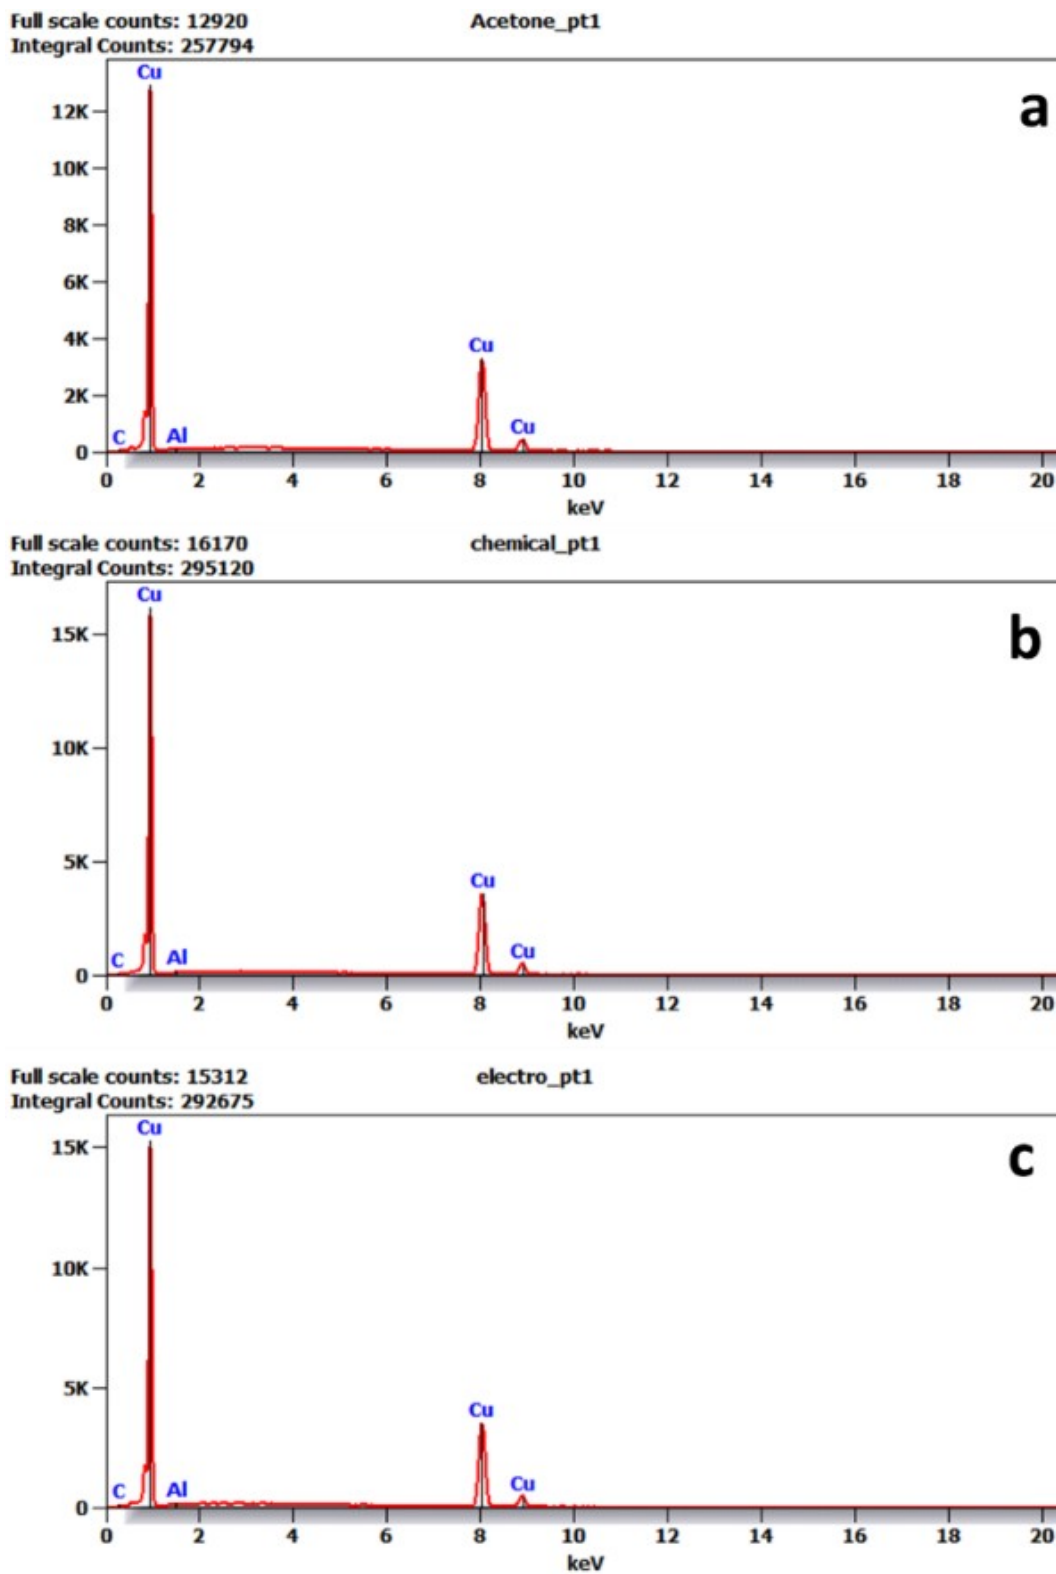 Full scale counts: 12920 Acetone_pt1
Integral Counts: 257794
Cu
a
12K
10K
8K
6K
4K
Cu
2K
Cu
C Al
0
0 2 4 6 8 10 12 14 16 18 20
keV
Full scale counts: 16170 chemical_pt1
Integral Counts: 295120
Cu
15K
b
10K
5K
Cu
Cu
C Al
0
0 2 4 6 8 10 12 14 16 18 20
keV
Full scale counts: 15312 electro_pt1
Integral Counts: 292675
Cu
15K
c
10K
5K
Cu
Cu
C Al
0
0 2 4 6 8 10 12 14 16 18 20
keV